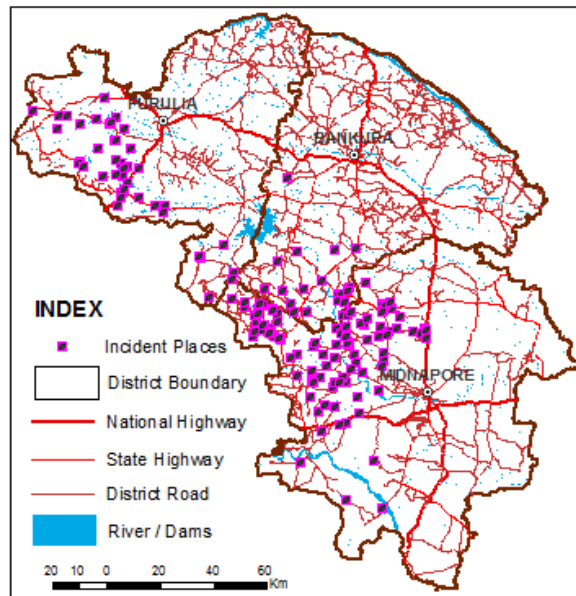 PURULIA
BANKURA
INDEX
Incident Places
District Boundary
MIDNAPORE
National Highway
State Highway
District Road
River / Dams
20 10 0 20 40 60
Km